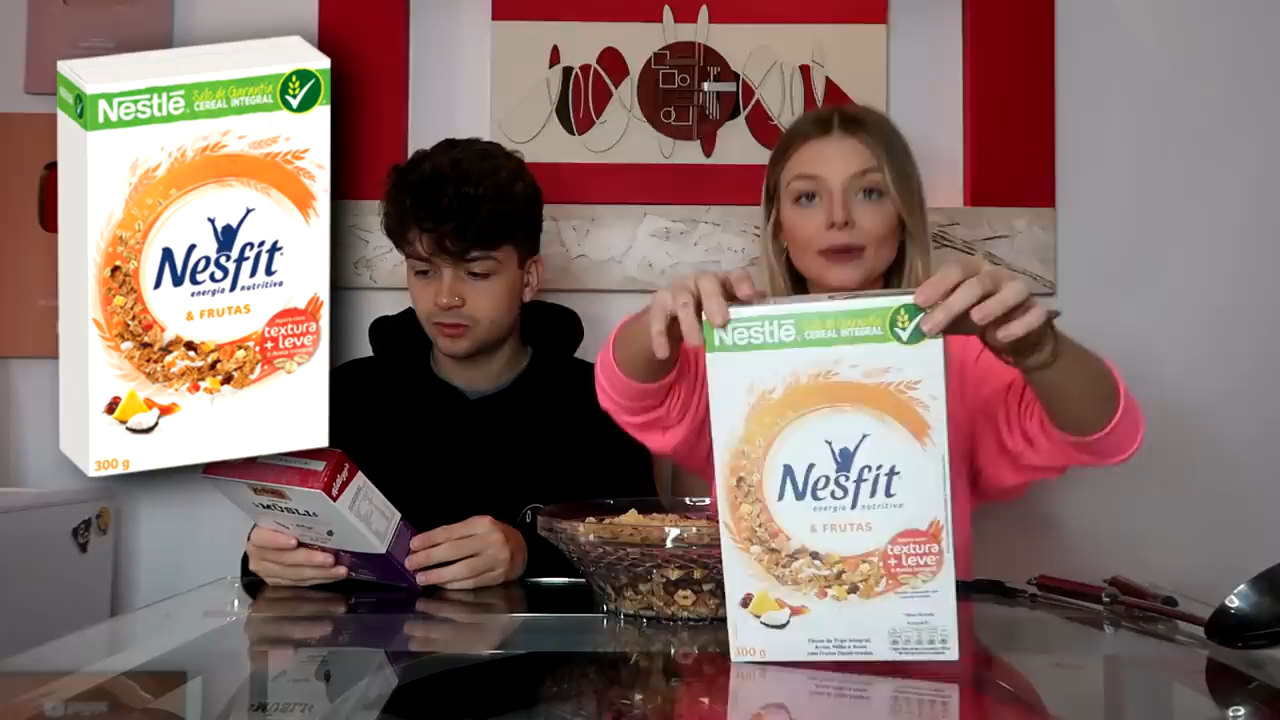 Nestlé
Selo de Garantia
CEREAL INTEGRAL
Nesfit
energia nutritiva
& FRUTAS
textura
+ leve
300 g
Nestlé
CEREAL INTEGRAL
Nesfit
energia nutritiva
& FRUTAS
textura
+ leve
300 g
Kellogg's
MÜSLI